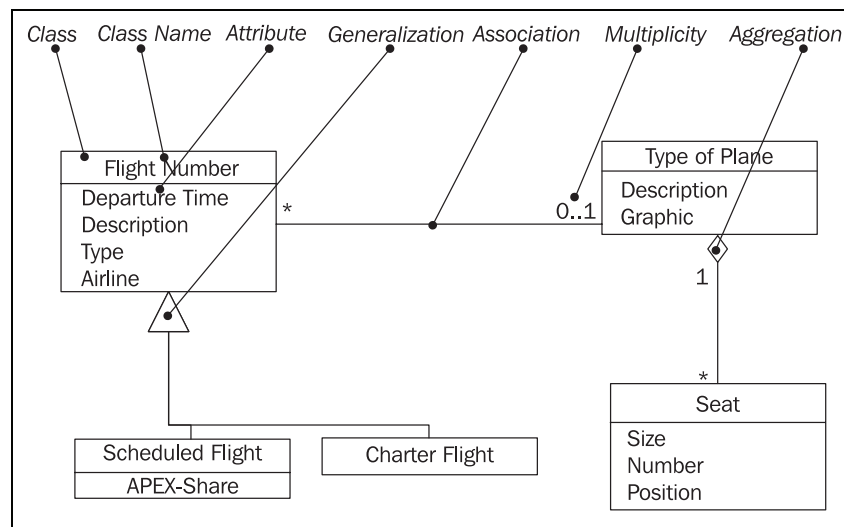 Class Class Name Attribute Generalization Association Multiplicity Aggregation
Flight Number
Departure Time
Description
Type
Airline
*
0..1
Type of Plane
Description
Graphic
1
*
Seat
Size
Number
Position
Scheduled Flight
APEX-Share
Charter Flight